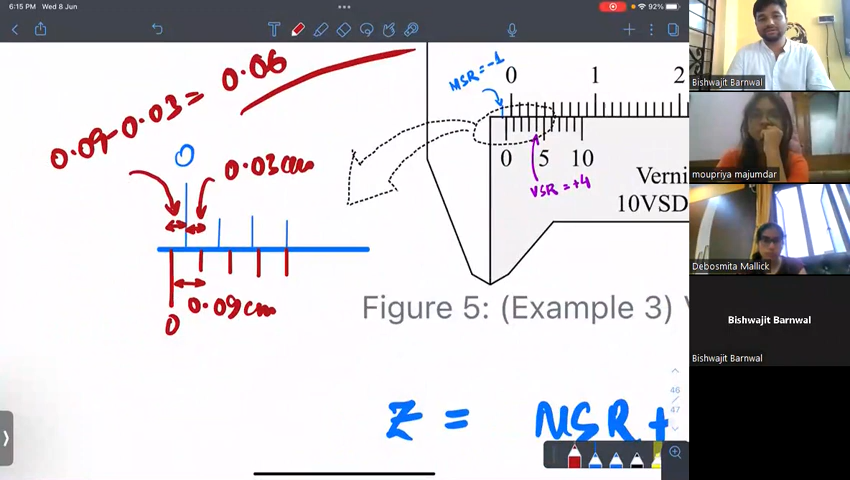 6:15 PM Wed 8 Jun
92%
0.09-0.03= 0.06
0
0.03cm
0.09cm
0
MSR=-1
0 1 2
0 5 10
VSR=+4
Verni
10VSD
Figure 5: (Example 3) V
Z = MSR+
46
/
47
Bishwajit Barnwal
moupriya majumdar
Debosmita Mallick
Bishwajit Barnwal
Bishwajit Barnwal